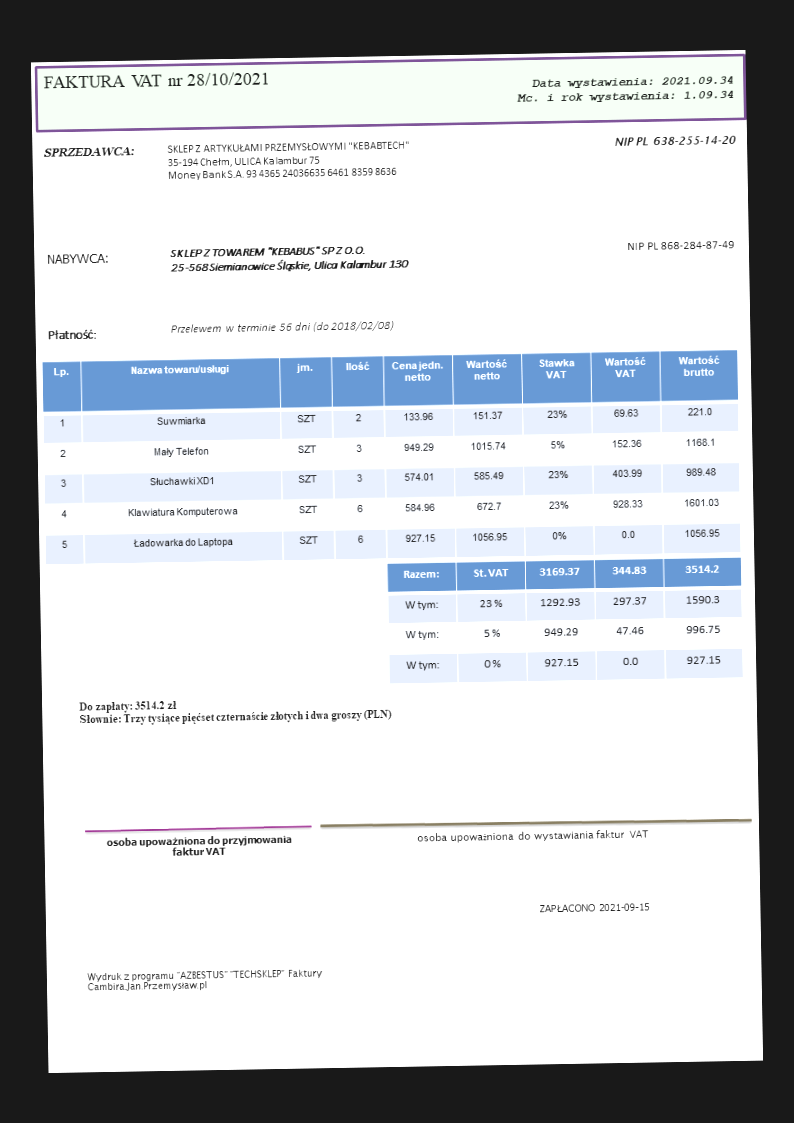 FAKTURA VAT nr 28/10/2021
Data wystawienia: 2021.09.34
Mc. i rok wystawienia: 1.09.34
SPRZEDAWCA: SKLEP Z ARTYKUŁAMI PRZEMYSŁOWYMI "KEBABTECH" NIP PL 638-255-14-20
35-194 Chełm, ULICA Kalambur 75
Money Bank S.A. 93 4365 24036635 6461 8359 8636
NABYWCA: SKLEP Z TOWAREM "KEBABUS" SP Z O.O. NIP PL 868-284-87-49
25-568 Siemianowice Śląskie, Ulica Kalambur 130
Płatność: Przelewem w terminie 56 dni (do 2018/02/08)
Lp. Nazwa towaru/usługi jm. Ilość Cena jedn. netto Wartość netto Stawka VAT Wartość VAT Wartość brutto
1 Suwmiarka SZT 2 133.96 151.37 23% 69.63 221.0
2 Mały Telefon SZT 3 949.29 1015.74 5% 152.36 1168.1
3 Słuchawki XD1 SZT 3 574.01 585.49 23% 403.99 989.48
4 Klawiatura Komputerowa SZT 6 584.96 672.7 23% 928.33 1601.03
5 Ładowarka do Laptopa SZT 6 927.15 1056.95 0% 0.0 1056.95
Razem: St. VAT 3169.37 344.83 3514.2
W tym: 23 % 1292.93 297.37 1590.3
W tym: 5 % 949.29 47.46 996.75
W tym: 0 % 927.15 0.0 927.15
Do zapłaty: 3514.2 zł
Słownie: Trzy tysiące pięćset czternaście złotych i dwa groszy (PLN)
osoba upoważniona do przyjmowania
faktur VAT
osoba upoważniona do wystawiania faktur VAT
ZAPŁACONO 2021-09-15
Wydruk z programu "AZBESTUS" "TECHSKLEP" Faktury
Cambira.Jan Przemysław.pl